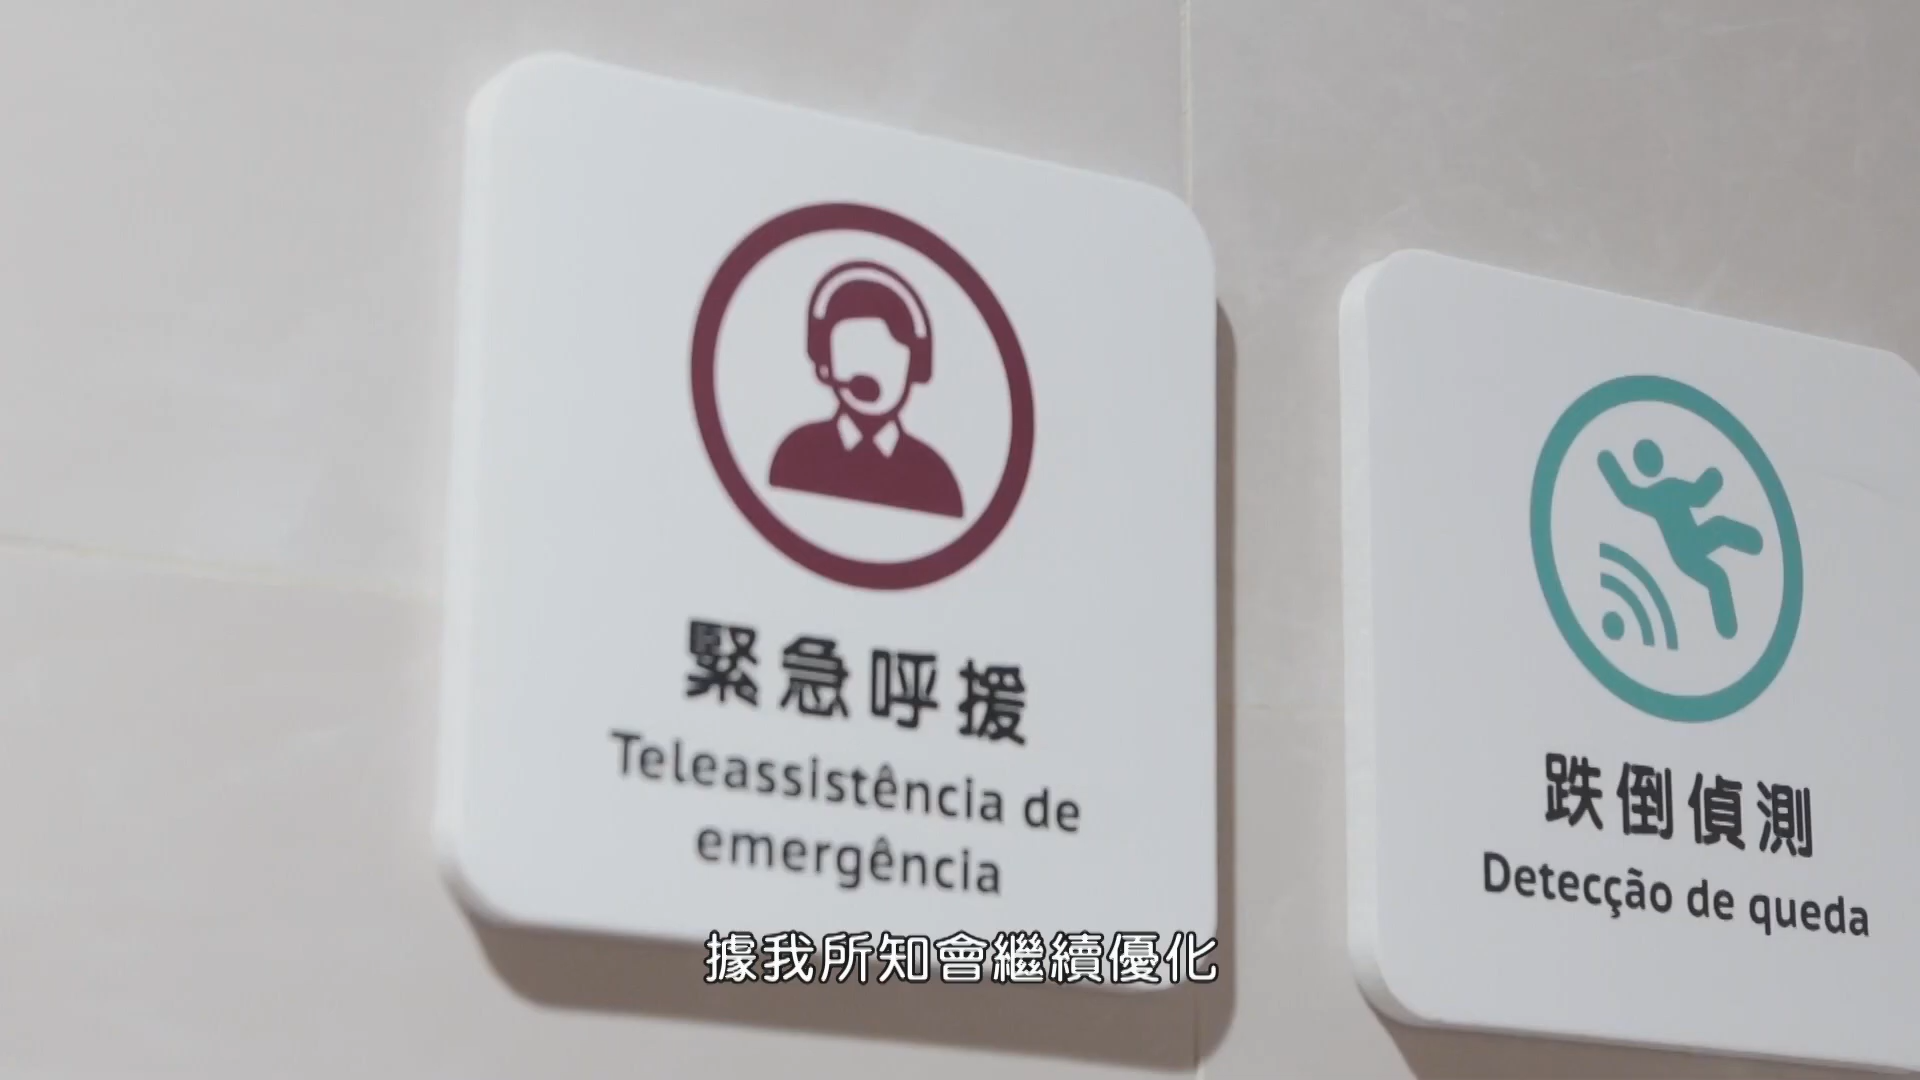 緊急呼援
Teleassistência de
emergência
跌倒偵測
Detecção de queda
據我所知會繼續優化